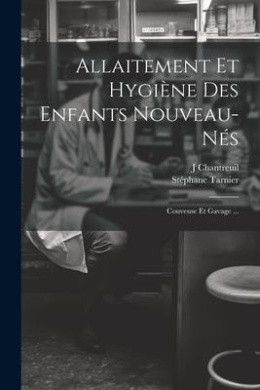 Allaitement Et
Hygiène Des
Enfants Nouveau-
Nés
J Chantreuil
Stéphane Tarnier
Couveuse Et Gavage ...